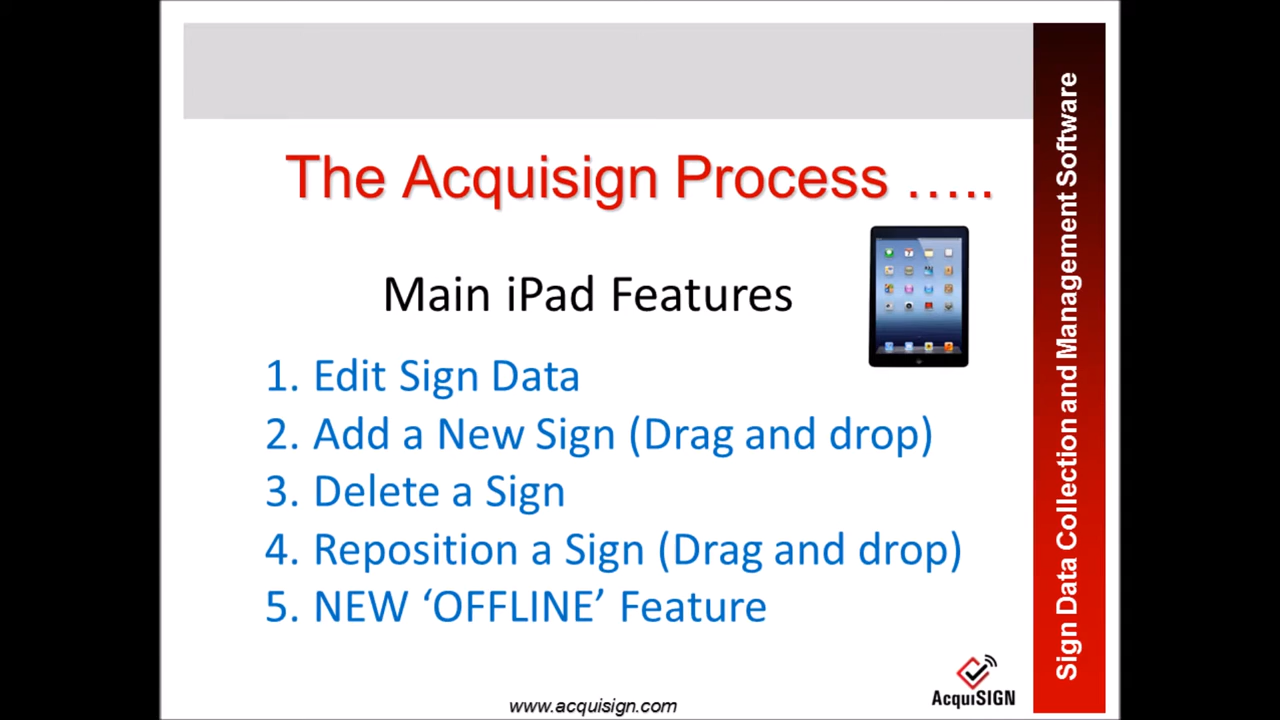 The Acquisign Process .....
Main iPad Features
1. Edit Sign Data
2. Add a New Sign (Drag and drop)
3. Delete a Sign
4. Reposition a Sign (Drag and drop)
5. NEW ‘OFFLINE’ Feature
www.acquisign.com
AcquiSIGN
Sign Data Collection and Management Software